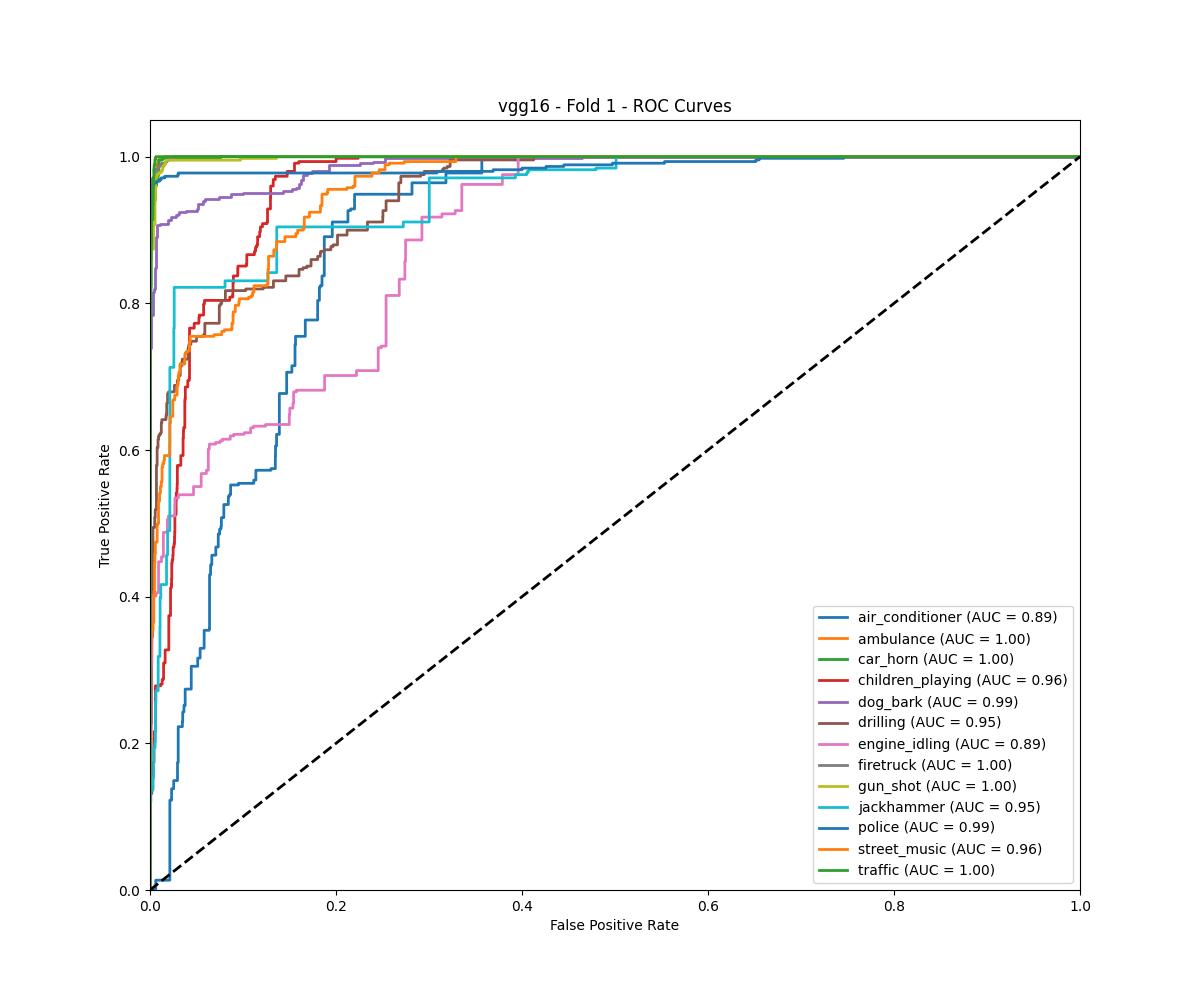 vgg16 - Fold 1 - ROC Curves
1.0
0.8
0.6
0.4
0.2
0.0
True Positive Rate
0.0 0.2 0.4 0.6 0.8 1.0
False Positive Rate
air_conditioner (AUC = 0.89)
ambulance (AUC = 1.00)
car_horn (AUC = 1.00)
children_playing (AUC = 0.96)
dog_bark (AUC = 0.99)
drilling (AUC = 0.95)
engine_idling (AUC = 0.89)
firetruck (AUC = 1.00)
gun_shot (AUC = 1.00)
jackhammer (AUC = 0.95)
police (AUC = 0.99)
street_music (AUC = 0.96)
traffic (AUC = 1.00)